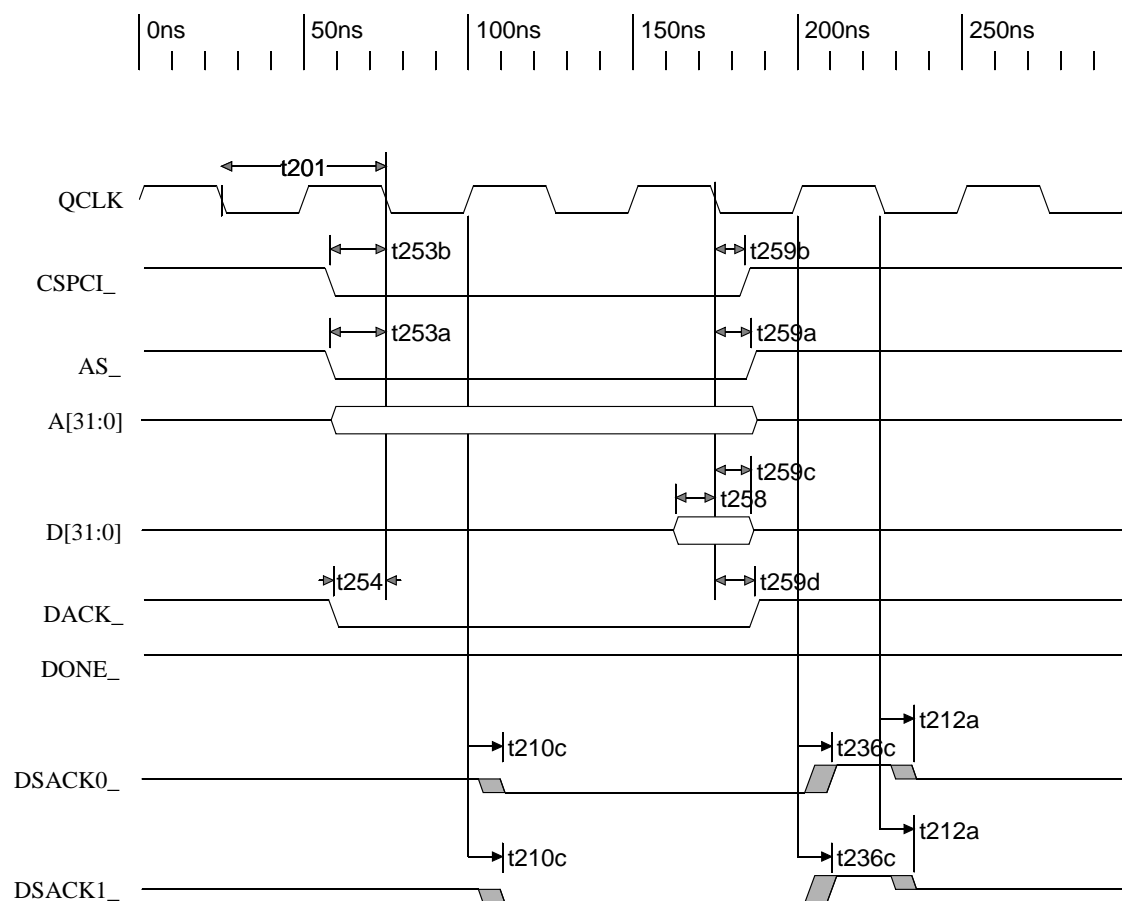 0ns 50ns 100ns 150ns 200ns 250ns
t201
QCLK
t253b t259b
CSPCI_
t253a t259a
AS_
A[31:0]
t259c
t258
D[31:0]
t254 t259d
DACK_
DONE_
t212a
t210c t236c
DSACK0_
t212a
t210c t236c
DSACK1_